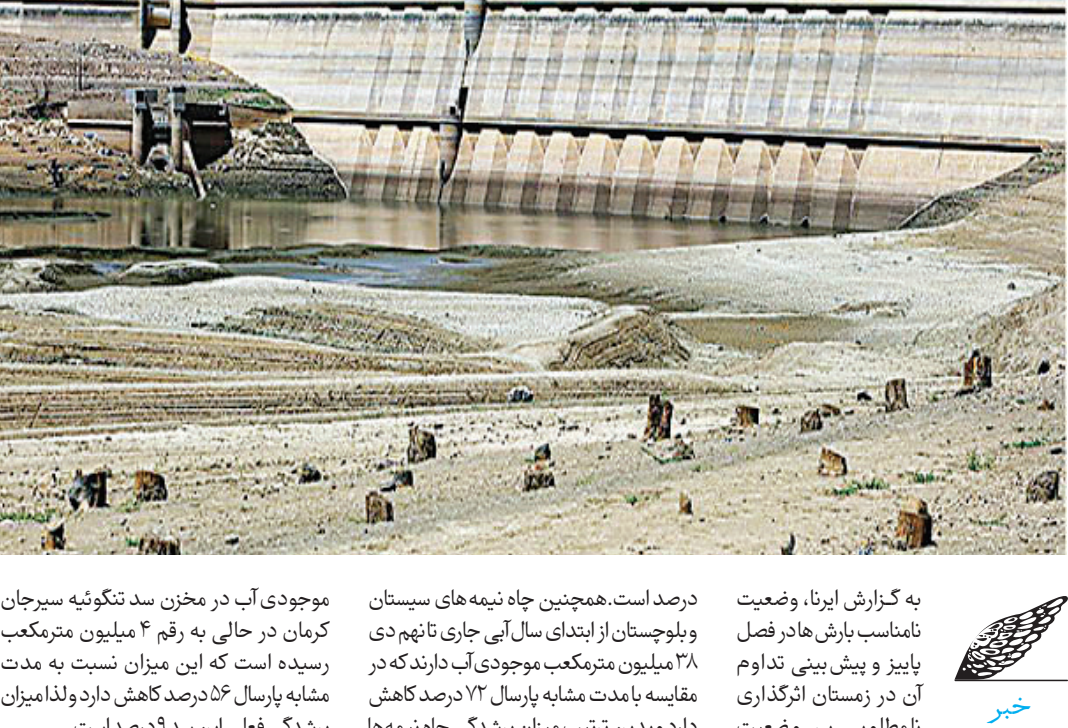 خبر
به گزارش ایرنا، وضعیت
نامناسب بارش‌ها در فصل
پاییز و پیش‌بینی تداوم
آن در زمستان اثرگذاری
درصد است. همچنین چاه نیمه‌های سیستان
و بلوچستان از ابتدای سال آبی جاری تا نهم دی
۳۸ میلیون مترمکعب موجودی آب دارند که در
مقایسه با مدت مشابه پارسال ۷۲ درصد کاهش
موجودی آب در مخزن سد تنگوئیه سیرجان
کرمان در حالی به رقم ۴ میلیون مترمکعب
رسیده است که این میزان نسبت به مدت
مشابه پارسال ۵۶ درصد کاهش دارد و لذا میزان